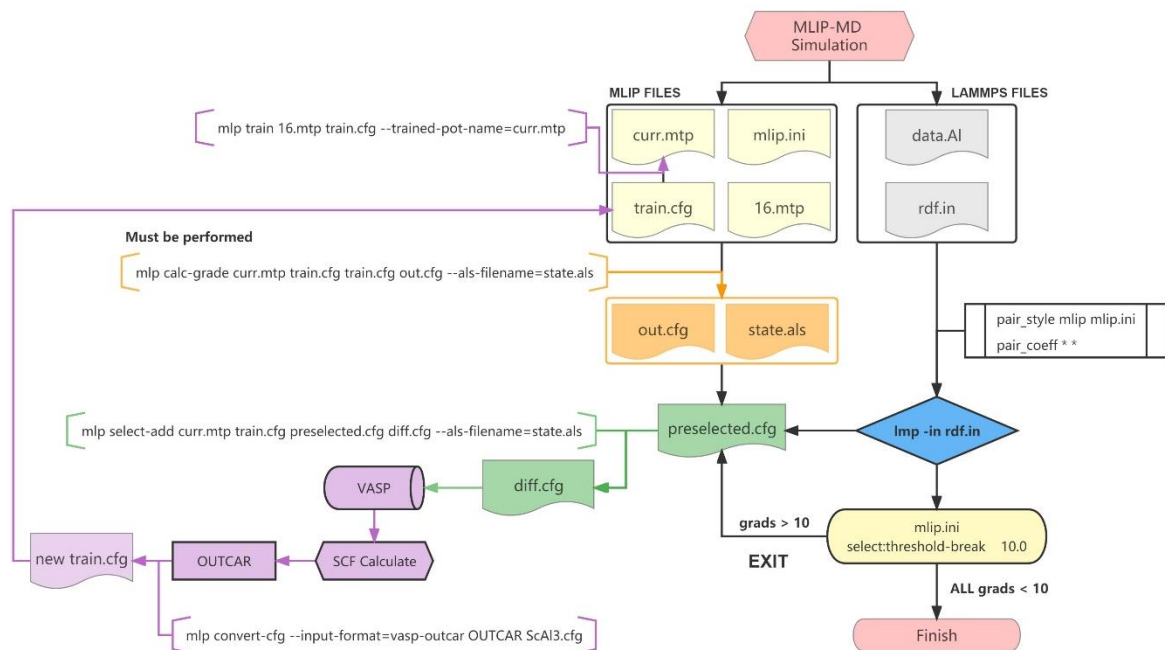 MLIP-MD
Simulation
MLIP FILES
LAMMPS FILES
mlp train 16.mtp train.cfg --trained-pot-name=curr.mtp
curr.mtp
mlip.ini
data.Al
train.cfg
16.mtp
rdf.in
Must be performed
mlp calc-grade curr.mtp train.cfg train.cfg out.cfg --als-filename=state.als
out.cfg
state.als
pair_style mlip mlip.ini
pair_coeff * *
mlp select-add curr.mtp train.cfg preselected.cfg diff.cfg --als-filename=state.als
preselected.cfg
lmp -in rdf.in
VASP
diff.cfg
grads > 10
mlip.ini
select:threshold-break 10.0
EXIT
new train.cfg
OUTCAR
SCF Calculate
ALL grads < 10
mlp convert-cfg --input-format=vasp-outcar OUTCAR ScAl3.cfg
Finish